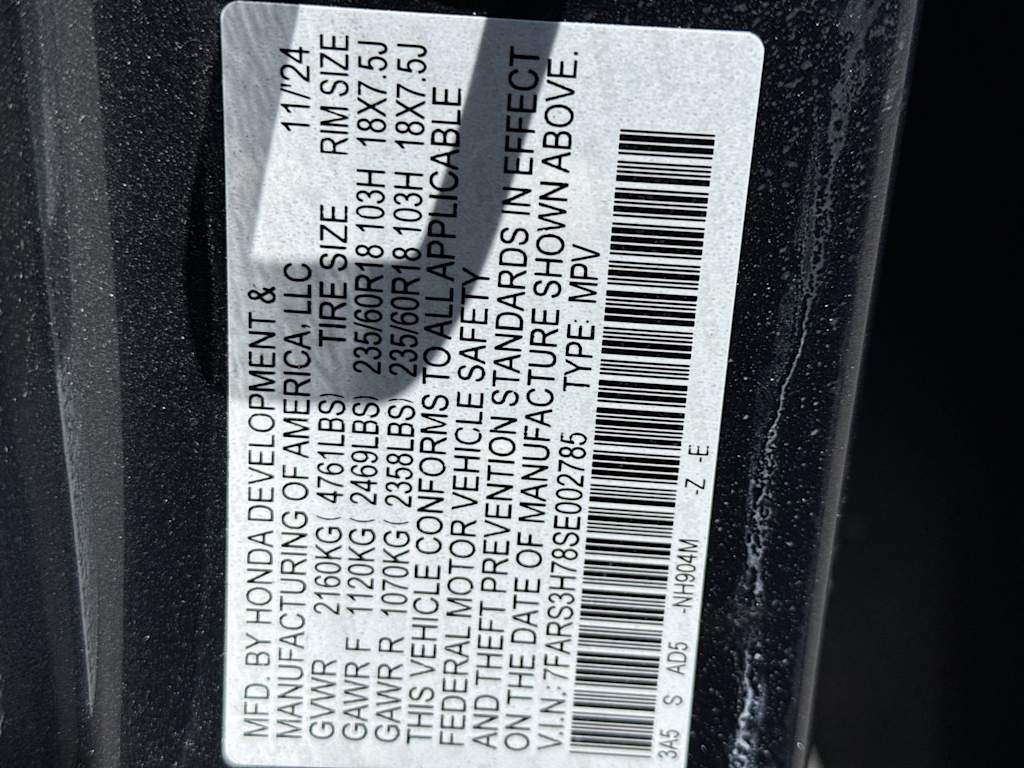 MFD. BY HONDA DEVELOPMENT &
MANUFACTURING OF AMERICA, LLC 11/'24
GVWR 2160KG( 4761LBS) TIRE SIZE RIM SIZE
GAWR F 1120KG( 2469LBS) 235/60R18 103H 18X7.5J
GAWR R 1070KG( 2358LBS) 235/60R18 103H 18X7.5J
THIS VEHICLE CONFORMS TO ALL APPLICABLE
FEDERAL MOTOR VEHICLE SAFETY
AND THEFT PREVENTION STANDARDS IN EFFECT
ON THE DATE OF MANUFACTURE SHOWN ABOVE.
V.I.N.: 7FARS3H78SE002785 TYPE: MPV
3A5 S AD5 -NH904M -Z -E